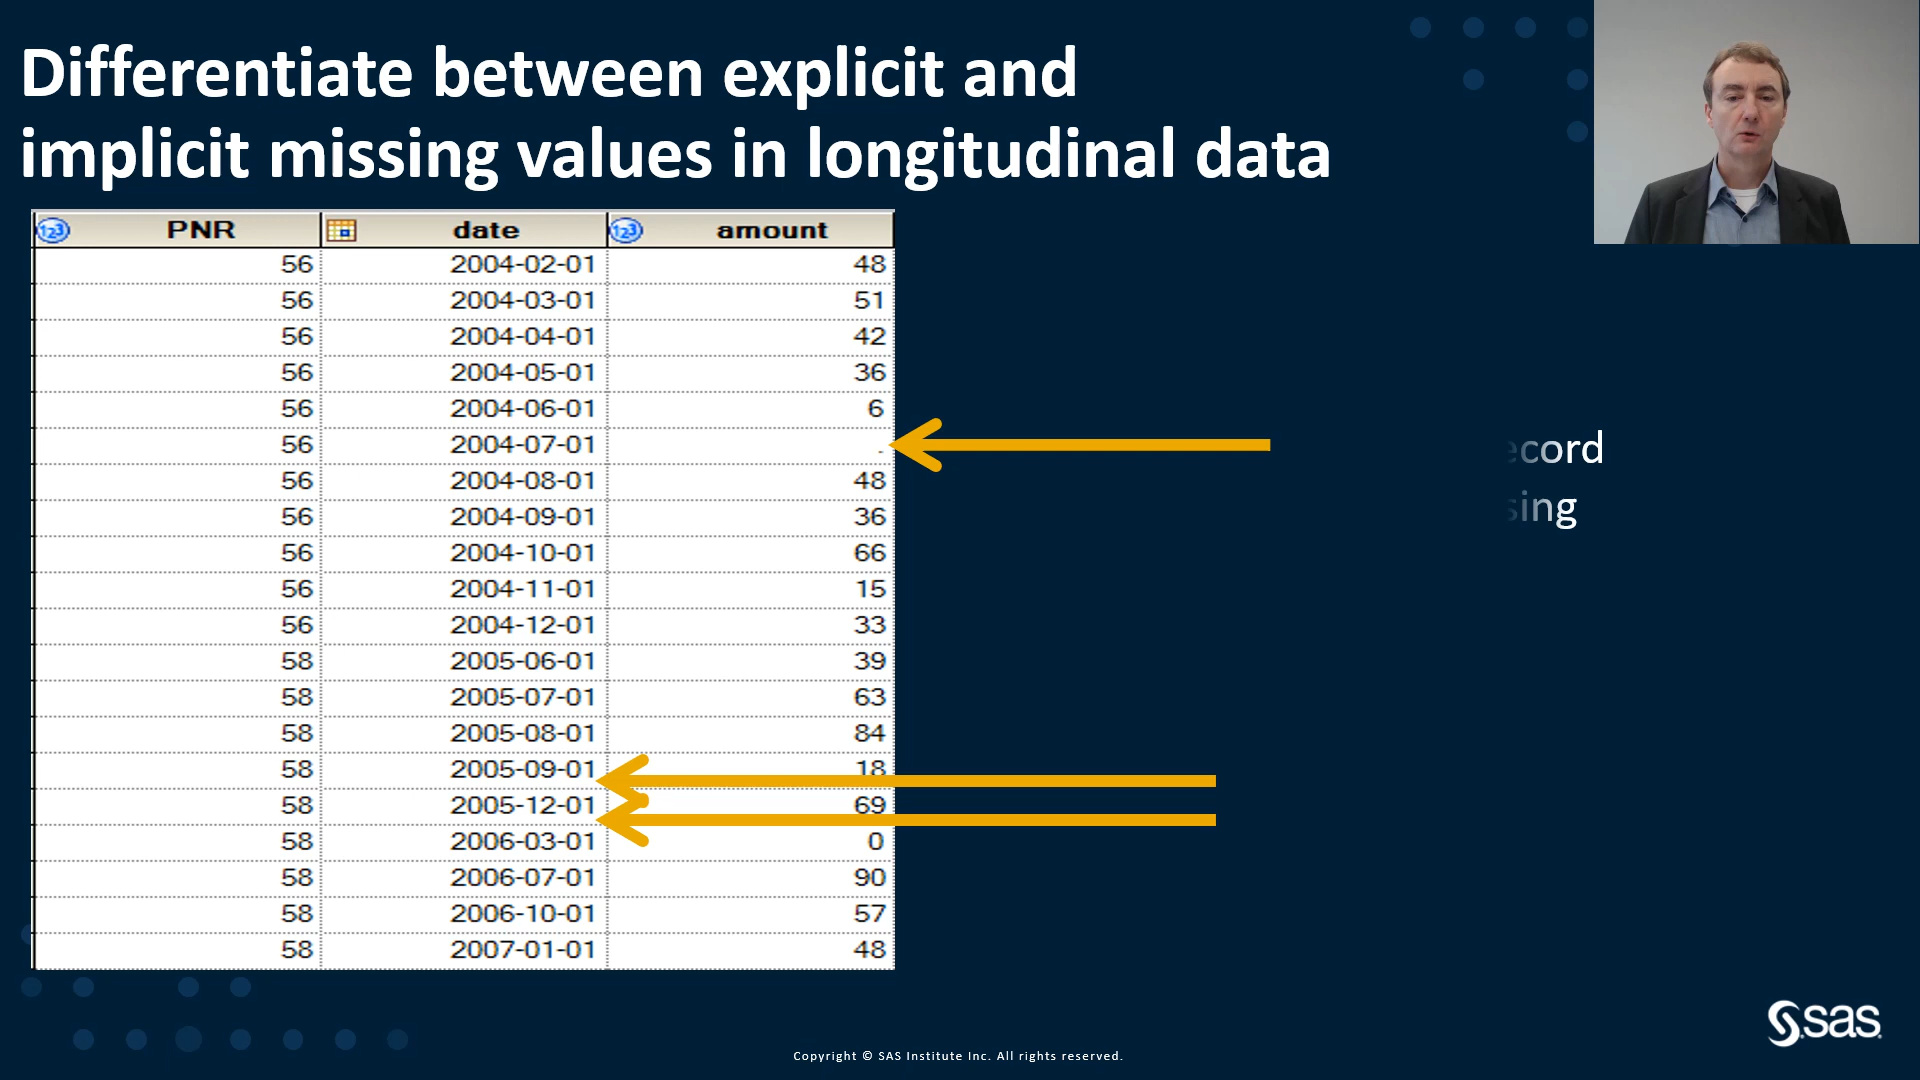 Differentiate between explicit and
implicit missing values in longitudinal data
PNR date amount
56 2004-02-01 48
56 2004-03-01 51
56 2004-04-01 42
56 2004-05-01 36
56 2004-06-01 6
56 2004-07-01 .
56 2004-08-01 48
56 2004-09-01 36
56 2004-10-01 66
56 2004-11-01 15
56 2004-12-01 33
58 2005-06-01 39
58 2005-07-01 63
58 2005-08-01 84
58 2005-09-01 18
58 2005-12-01 69
58 2006-03-01 0
58 2006-07-01 90
58 2006-10-01 57
58 2007-01-01 48
sas
Copyright © SAS Institute Inc. All rights reserved.